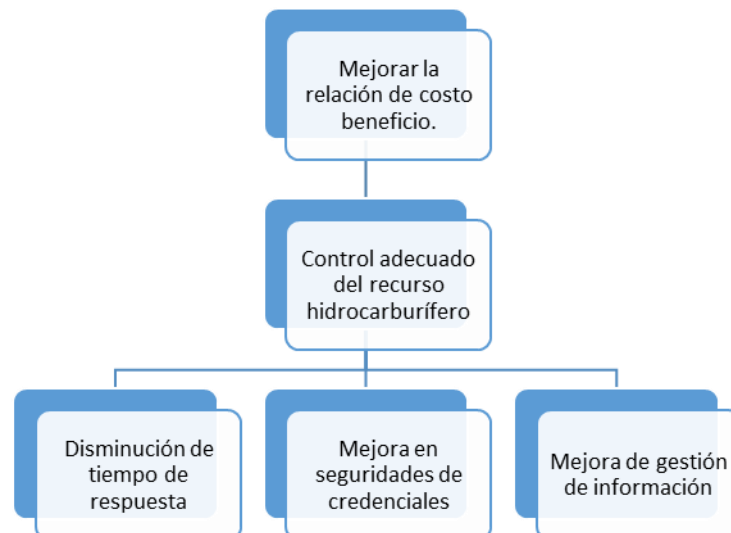 Mejorar la
relación de costo
beneficio.
Control adecuado
del recurso
hidrocarburífero
Disminución de
tiempo de
respuesta
Mejora en
seguridades de
credenciales
Mejora de gestión
de información